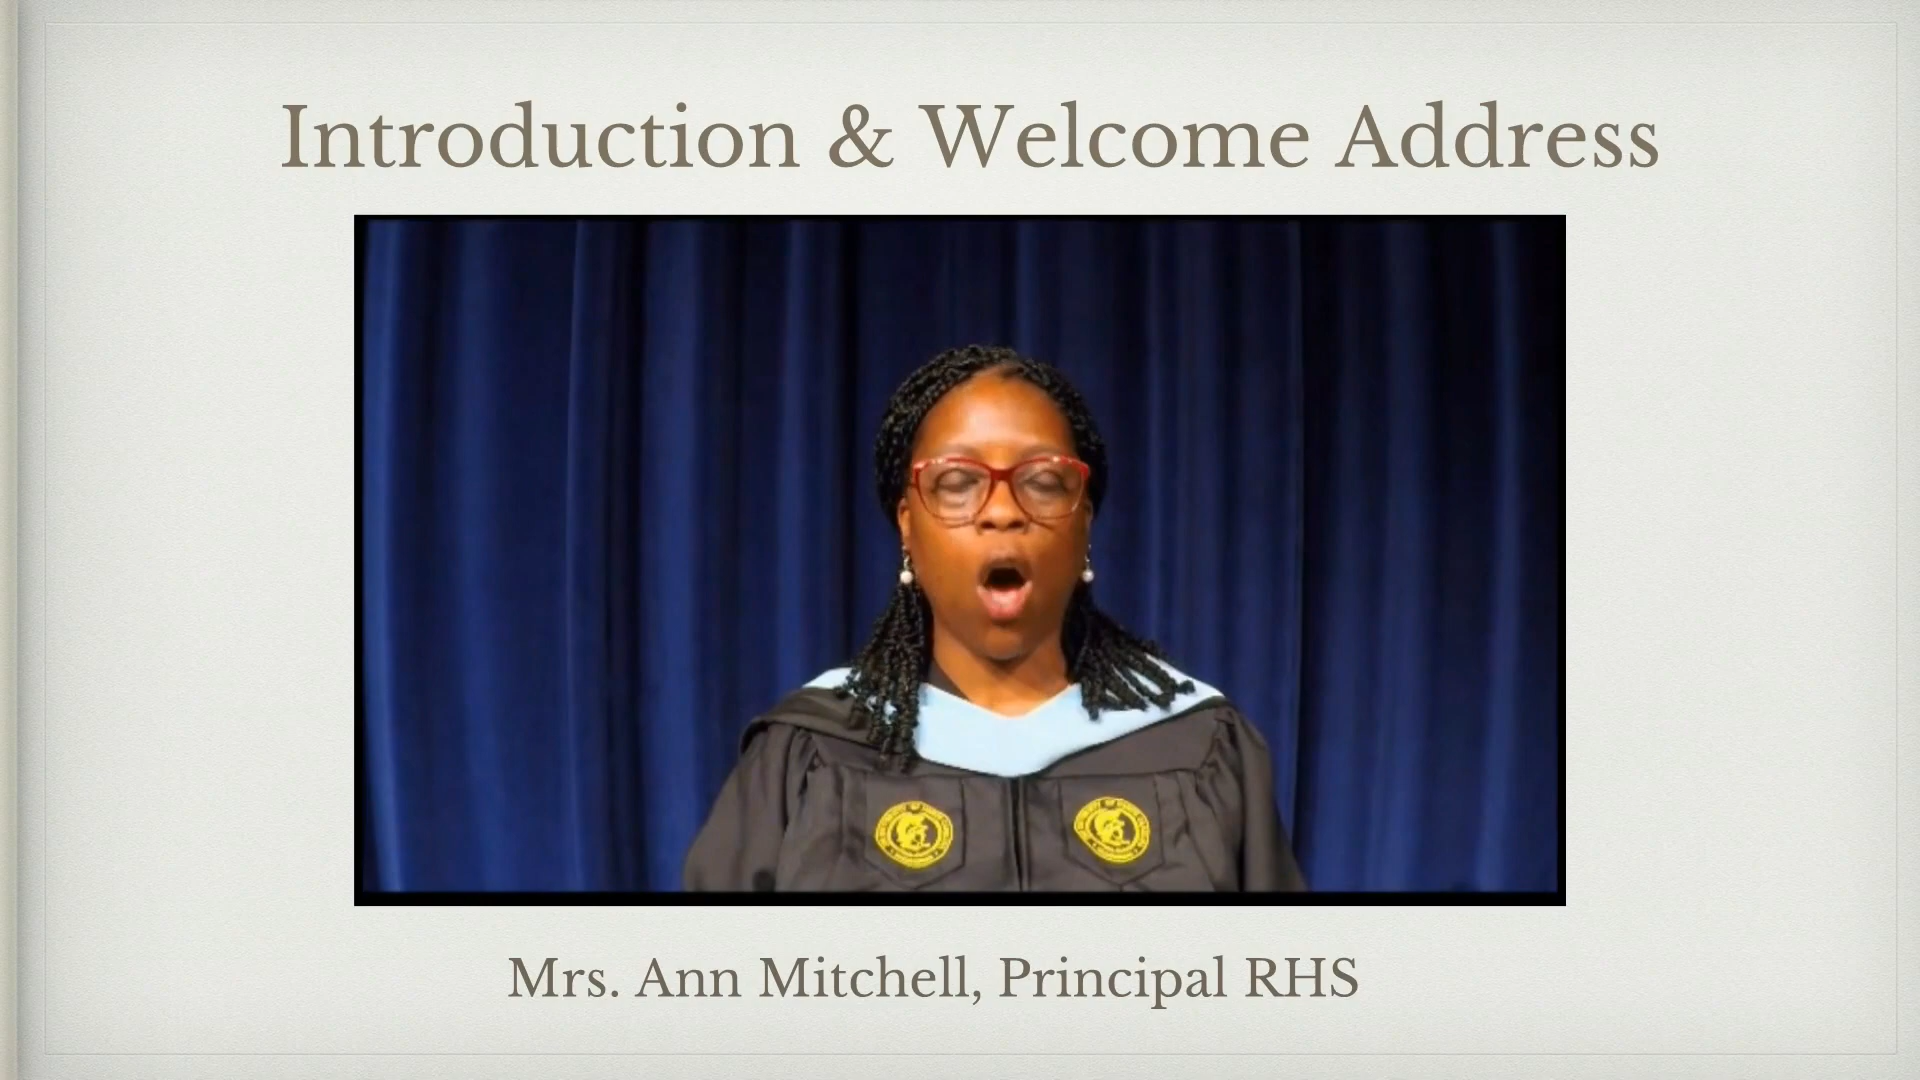 Introduction & Welcome Address
Mrs. Ann Mitchell, Principal RHS